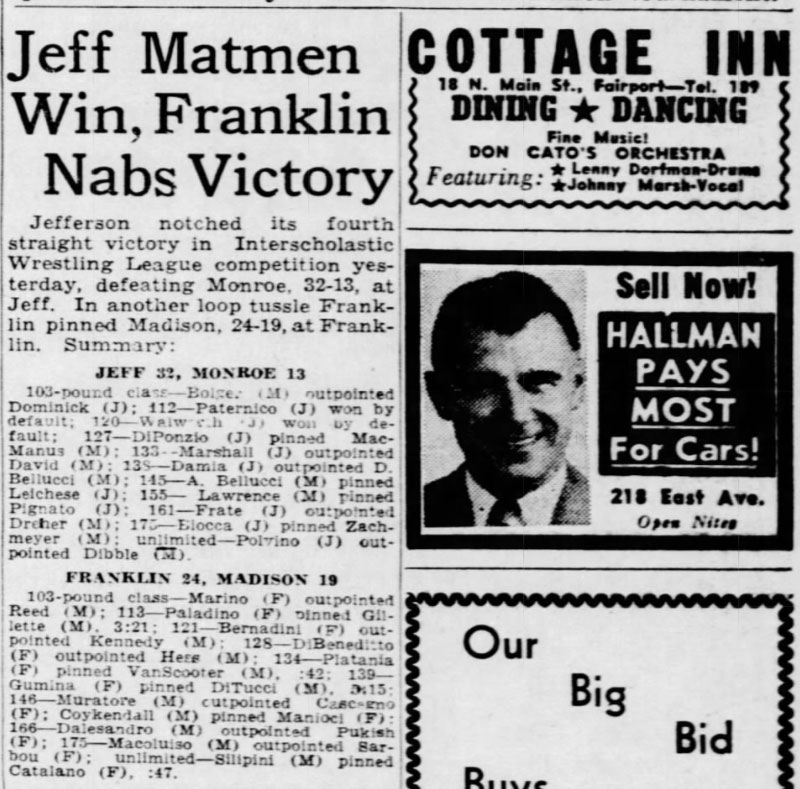 Jeff Matmen
Win, Franklin
Nabs Victory
Jefferson notched its fourth
straight victory in Interscholastic
Wrestling League competition yes-
terday, defeating Monroe, 32-13, at
Jeff. In another loop tussle Frank-
lin pinned Madison, 24-19, at Frank-
lin. Summary:
JEFF 32, MONROE 13
103-pound class—(M) outpointed
Dominick (J); 112—Paternico (J) won by
default; 120—won by de-
fault; 127—DiPonzio (J) pinned Mac-
Manus (M); 133--Marshall (J) outpointed
David (M); Damia (J) outpointed D.
Bellucci (M); 145—A. Bellucci (M) pinned
Lelchese (J); 155— Lawrence (M) pinned
Pignato (J); 161—Frate (J) outpointed
Dreher (M); (J) pinned Zach-
meyer (M); unlimited—Polvino (J) out-
pointed Dibble (M).
FRANKLIN 24, MADISON 19
103-pound class—Marino (F) outpointed
Reed (M); 113—Paladino (F) pinned Gil-
lette (M), 3:21; 121—Bernadini (F) out-
pointed Kennedy (M); 128—DiBeneditto
(F) outpointed Hess (M); 134—Platania
(F) pinned VanScooter (M), :42; 139—
Gumina (F) pinned DiTucci (M),
146—Muratore (M) outpointed
(F); Coykendall (M) pinned (F);
166—Dalesandro (M) outpointed Pukish
(F); 175—Macoluiso (M) outpointed Sar-
bou (F); unlimited—Silipini (M) pinned
Catalano (F), :47.
COTTAGE INN
18 N. Main St., Fairport—Tel. 189
DINING ★ DANCING
Fine Music!
DON CATO'S ORCHESTRA
Featuring: ★ Lenny Dorfman-Drums
★ Johnny Marsh-Vocal
Sell Now!
HALLMAN
PAYS
MOST
For Cars!
218 East Ave.
Open Nites
Our
Big
Bid
Buys